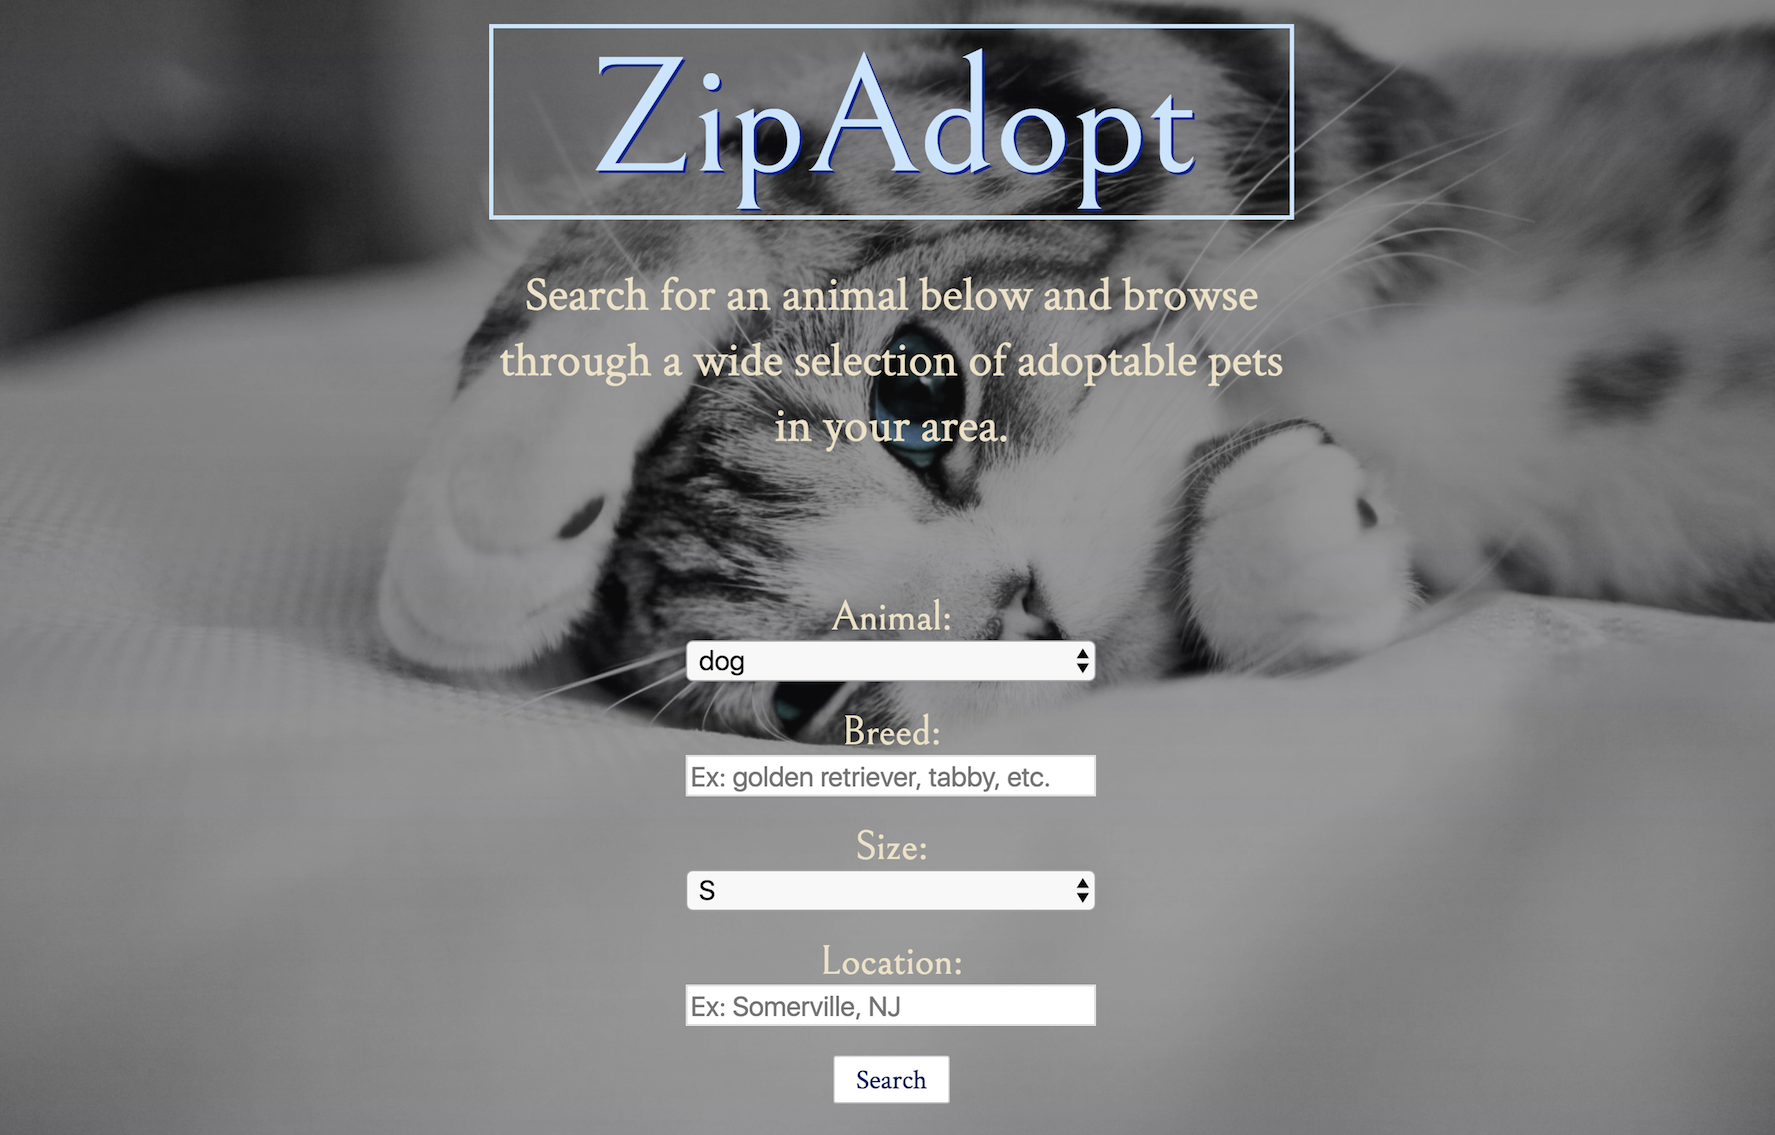 ZipAdopt
Search for an animal below and browse
through a wide selection of adoptable pets
in your area.
Animal:
dog
Breed:
Ex: golden retriever, tabby, etc.
Size:
S
Location:
Ex: Somerville, NJ
Search